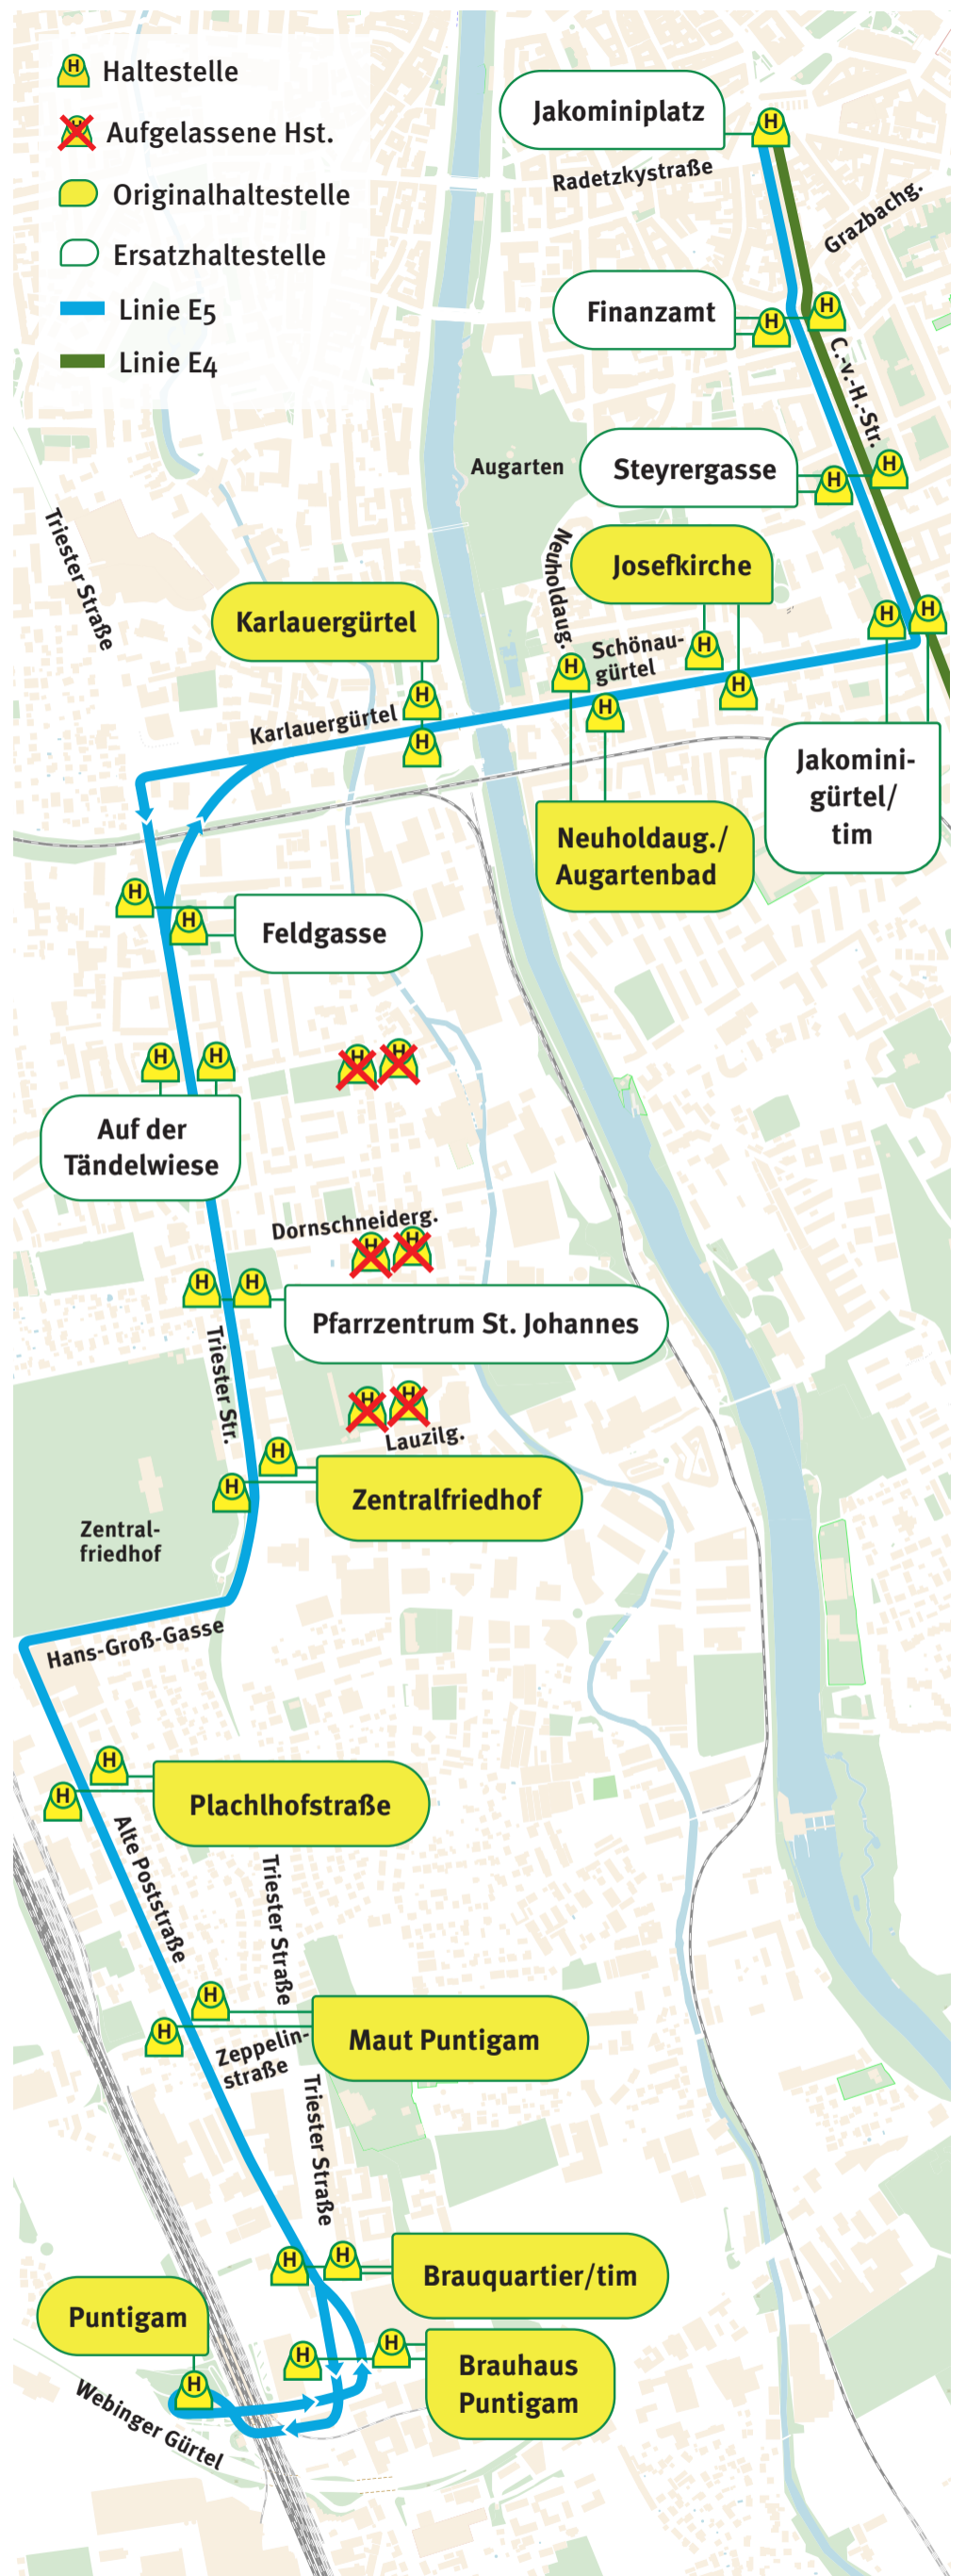 H Haltestelle
H Aufgelassene Hst.
Originalhaltestelle
Ersatzhaltestelle
Linie E5
Linie E4
Jakominiplatz
H
Radetzkystraße
Grazbachg.
Finanzamt
H
H
C.-v.-H.-Str.
Augarten
Steyrergasse
H
H
Triester Straße
Neuholdaug.
Josefkirche
Karlauergürtel
H
H
Schönau-
gürtel
H
H
H
H
H
Karlauergürtel
H
H
Jakomini-
gürtel/
tim
Neuholdaug./
Augartenbad
H
H
Feldgasse
H
H
H
H
Auf der
Tändelwiese
Dornschneiderg.
H
H
H
H
Pfarrzentrum St. Johannes
Triester Str.
H
H
Lauzilg.
H
H
Zentralfriedhof
Zentral-
friedhof
Hans-Groß-Gasse
H
H
Plachlhofstraße
Alte Poststraße
Triester Straße
H
H
Maut Puntigam
Zeppelin-
straße
Triester Straße
H
H
Brauquartier/tim
Puntigam
H
H
H
Brauhaus
Puntigam
Webinger Gürtel